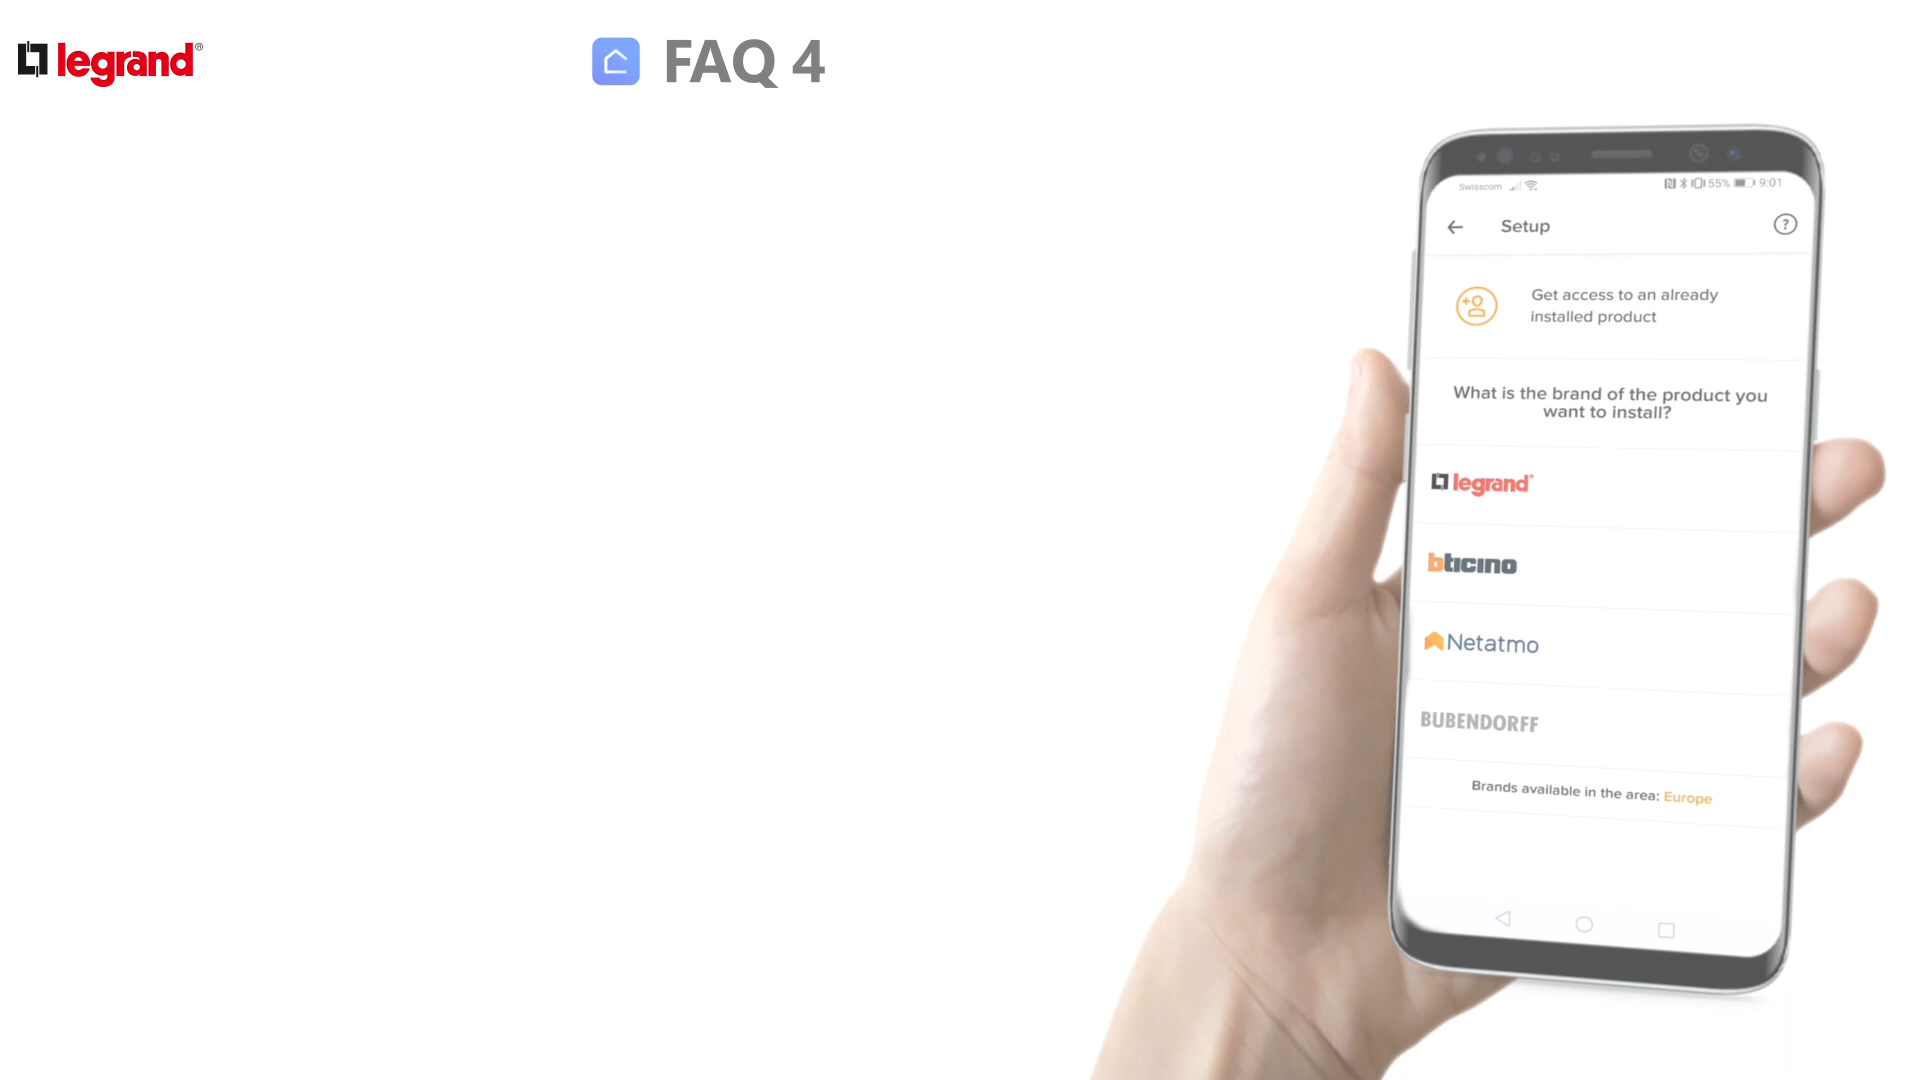 legrand®
FAQ 4
Swisscom
55% 9:01
Setup
?
Get access to an already
installed product
What is the brand of the product you
want to install?
legrand®
bticino
Netatmo
BUBENDORFF
Brands available in the area: Europe